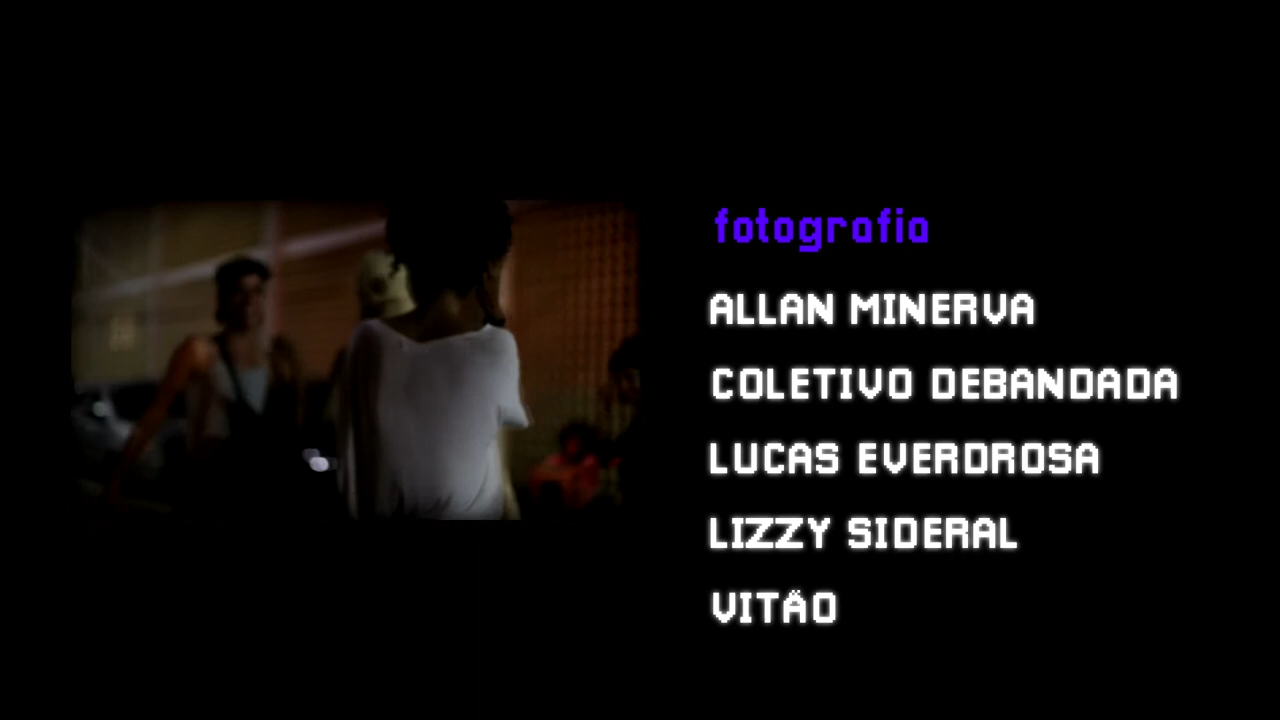 fotografia
ALLAN MINERVA
COLETIVO DEBANDADA
LUCAS EVERDROSA
LIZZY SIDERAL
VITÃO